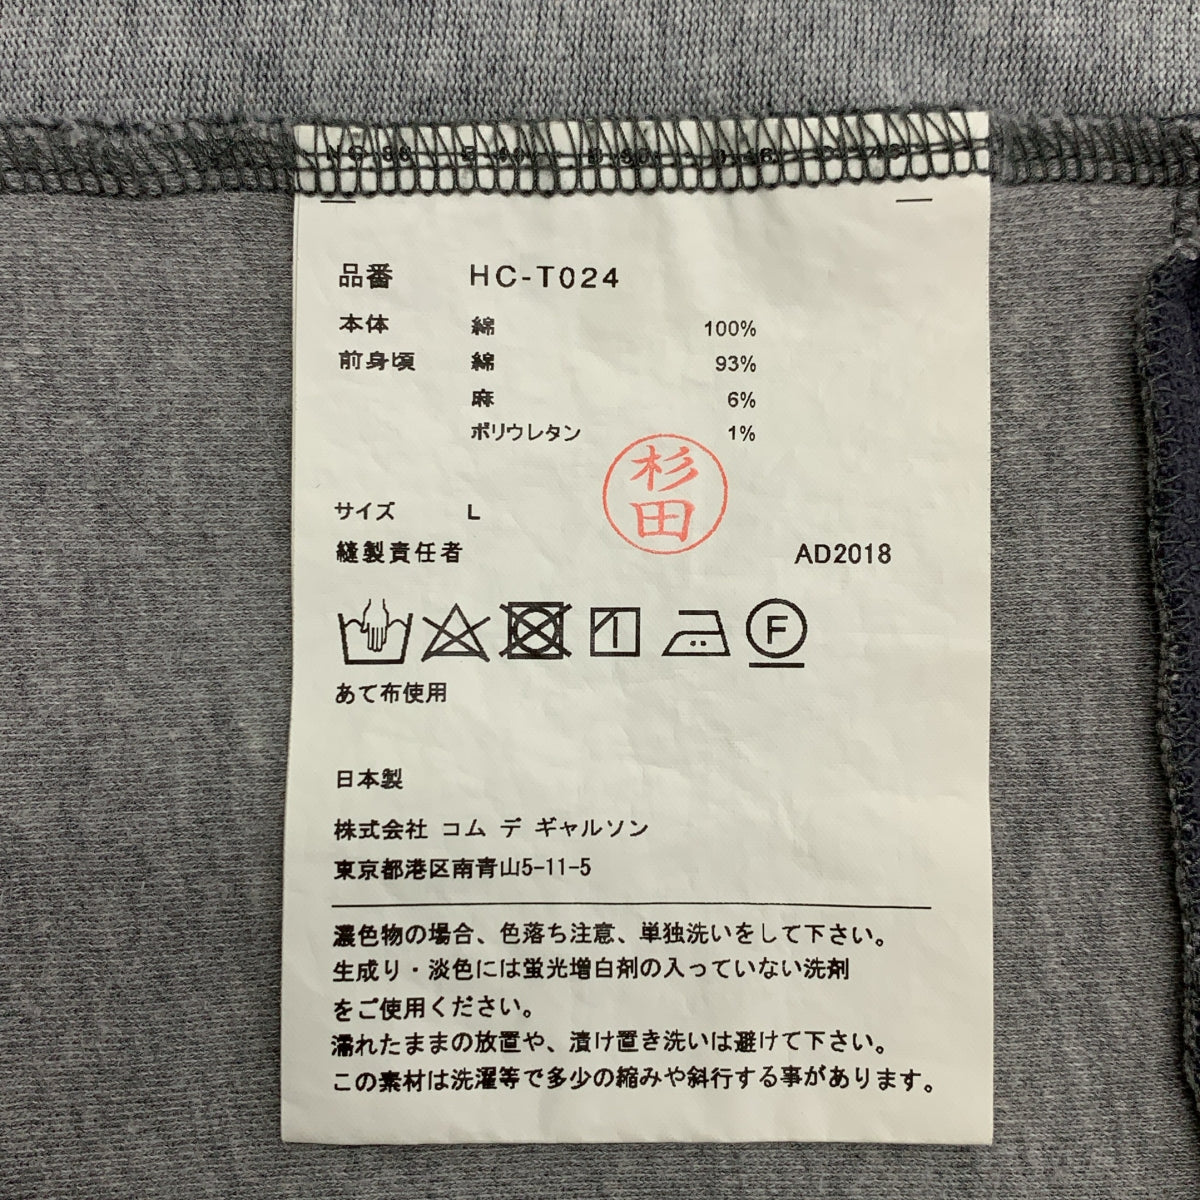 品番 HC-T024
本体 綿 100%
前身頃 綿 93%
麻 6%
ポリウレタン 1%
杉田
サイズ L
縫製責任者 AD2018
F
あて布使用
日本製
株式会社 コム デ ギャルソン
東京都港区南青山5-11-5
濃色物の場合、色落ち注意、単独洗いをして下さい。
生成り・淡色には蛍光増白剤の入っていない洗剤
をご使用ください。
濡れたままの放置や、漬け置き洗いは避けて下さい。
この素材は洗濯等で多少の縮みや斜行する事があります。